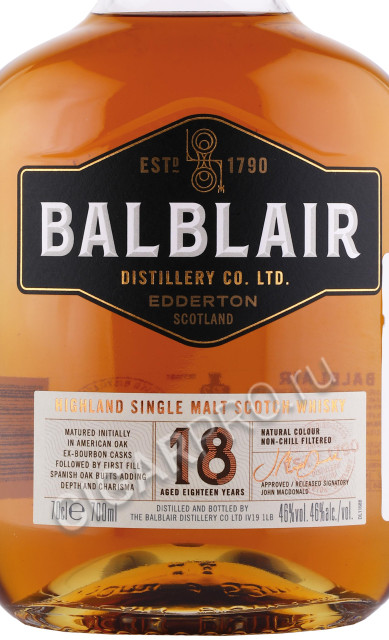 ESTD 1790
BALBLAIR
DISTILLERY CO. LTD.
EDDERTON
SCOTLAND
BALBLAIR
HIGHLAND SINGLE MALT SCOTCH WHISKY
MATURED INITIALLY
IN AMERICAN OAK
EX-BOURBON CASKS
FOLLOWED BY FIRST FILL
SPANISH OAK BUTTS ADDING
DEPTH AND CHARISMA
18
AGED EIGHTEEN YEARS
NATURAL COLOUR
NON-CHILL FILTERED
APPROVED / RELEASED SIGNATORY
JOHN MACDONALD
70cl e 700ml
DISTILLED AND BOTTLED BY
THE BALBLAIR DISTILLERY CO LTD IV19 1LB
46%vol. 46%alc./vol.